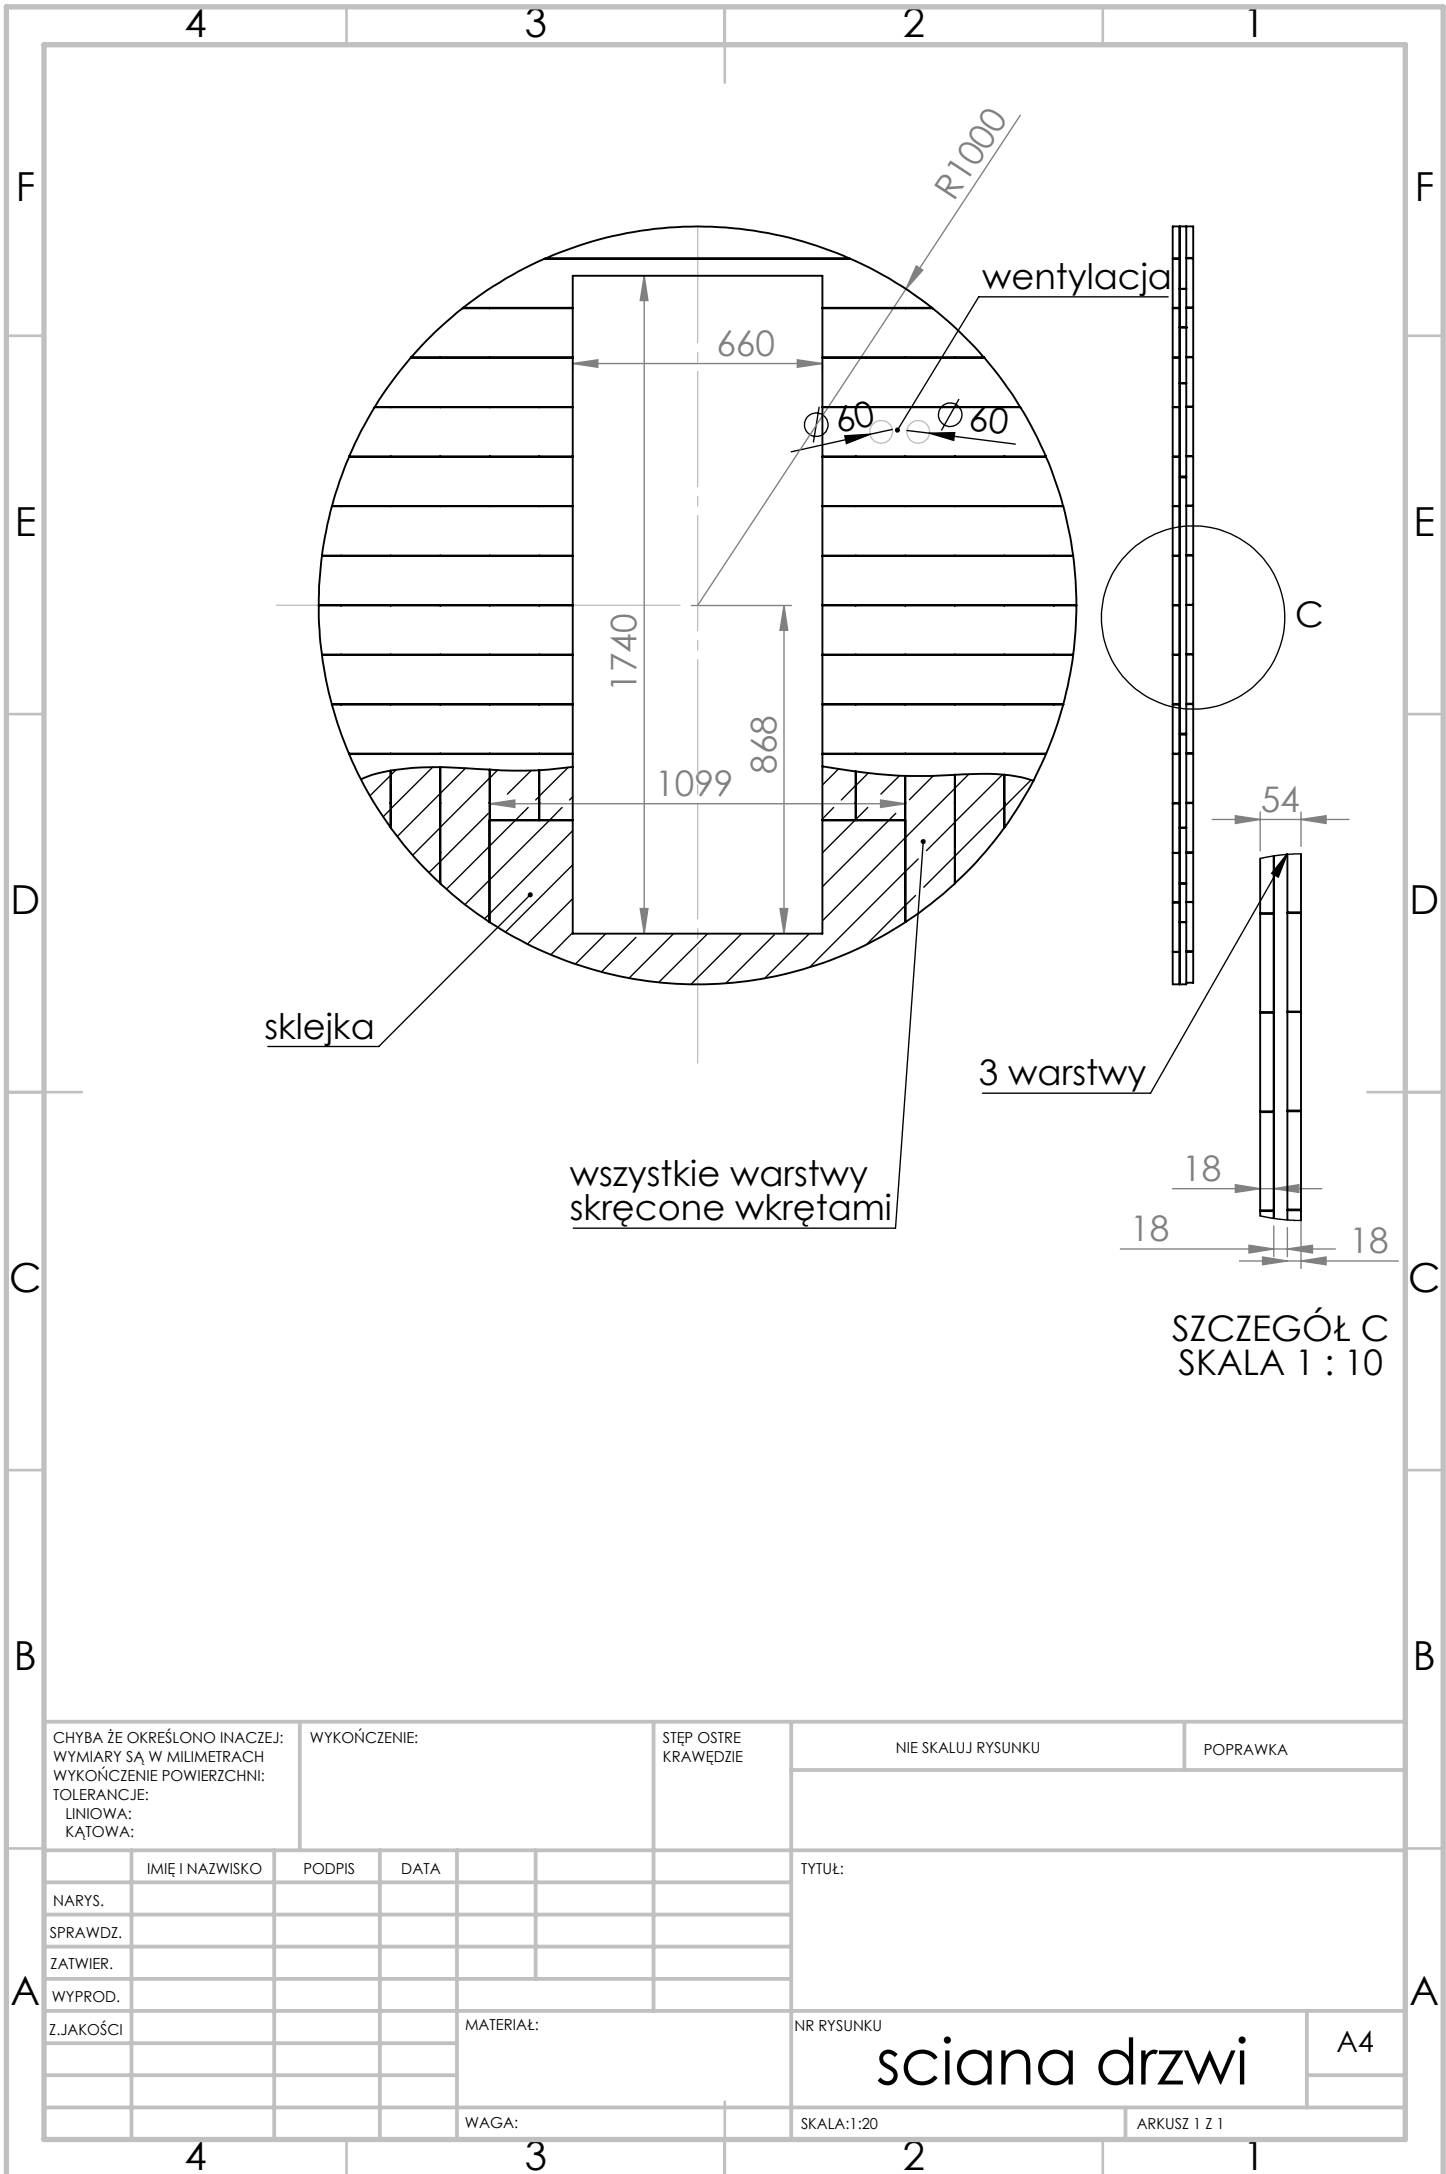 4 3 2 1
F F
R1000
wentylacja
660
⌀ 60 ⌀ 60
E E
C
1740
868
1099
54
D D
sklejka
3 warstwy
wszystkie warstwy
skręcone wkrętami
18
18 18
C C
SZCZEGÓŁ C
SKALA 1 : 10
B B
CHYBA ŻE OKREŚLONO INACZEJ:
WYMIARY SĄ W MILIMETRACH
WYKOŃCZENIE POWIERZCHNI:
TOLERANCJE:
LINIOWA:
KĄTOWA:
WYKOŃCZENIE:
STĘP OSTRE
KRAWĘDZIE
NIE SKALUJ RYSUNKU
POPRAWKA
IMIĘ I NAZWISKO PODPIS DATA
TYTUŁ:
NARYS.
SPRAWDZ.
ZATWIER.
A A
WYPROD.
Z.JAKOŚCI
MATERIAŁ:
NR RYSUNKU
sciana drzwi
A4
WAGA:
SKALA:1:20
ARKUSZ 1 Z 1
4 3 2 1